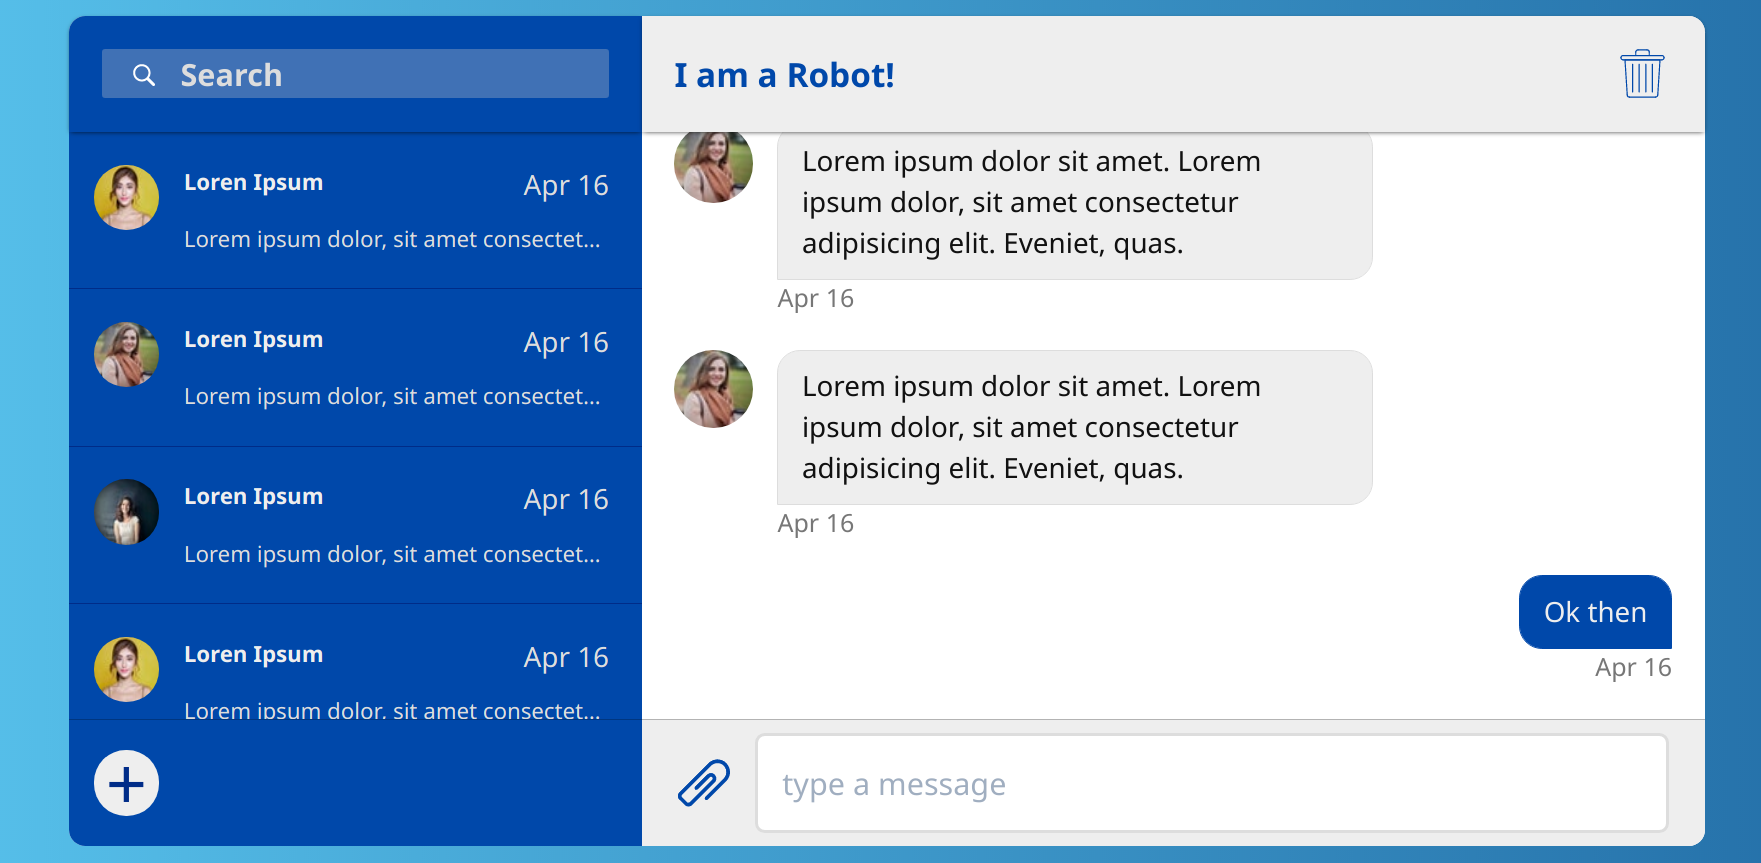 Search
Loren Ipsum
Apr 16
Lorem ipsum dolor, sit amet consectet...
Loren Ipsum
Apr 16
Lorem ipsum dolor, sit amet consectet...
Loren Ipsum
Apr 16
Lorem ipsum dolor, sit amet consectet...
Loren Ipsum
Apr 16
Lorem ipsum dolor, sit amet consectet...
I am a Robot!
Lorem ipsum dolor sit amet. Lorem
ipsum dolor, sit amet consectetur
adipisicing elit. Eveniet, quas.
Apr 16
Lorem ipsum dolor sit amet. Lorem
ipsum dolor, sit amet consectetur
adipisicing elit. Eveniet, quas.
Apr 16
Ok then
Apr 16
type a message